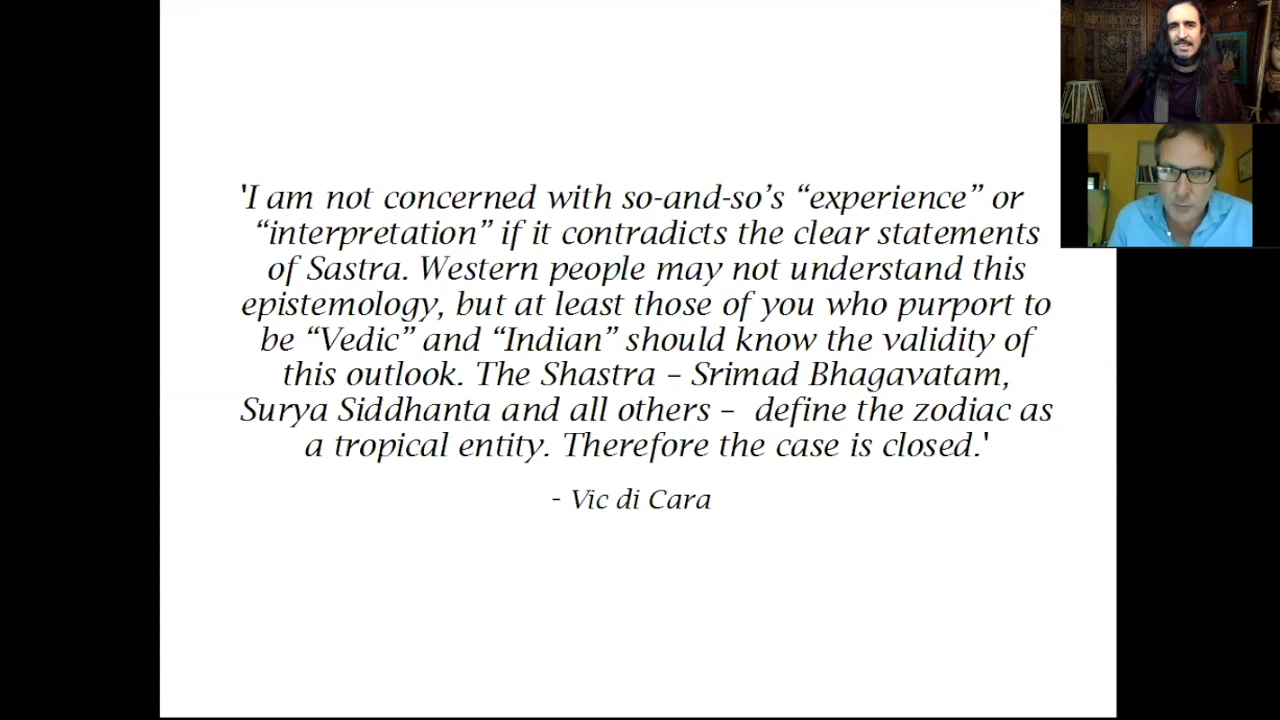 'I am not concerned with so-and-so’s “experience” or
“interpretation” if it contradicts the clear statements
of Sastra. Western people may not understand this
epistemology, but at least those of you who purport to
be “Vedic” and “Indian” should know the validity of
this outlook. The Shastra – Srimad Bhagavatam,
Surya Siddhanta and all others – define the zodiac as
a tropical entity. Therefore the case is closed.'
- Vic di Cara